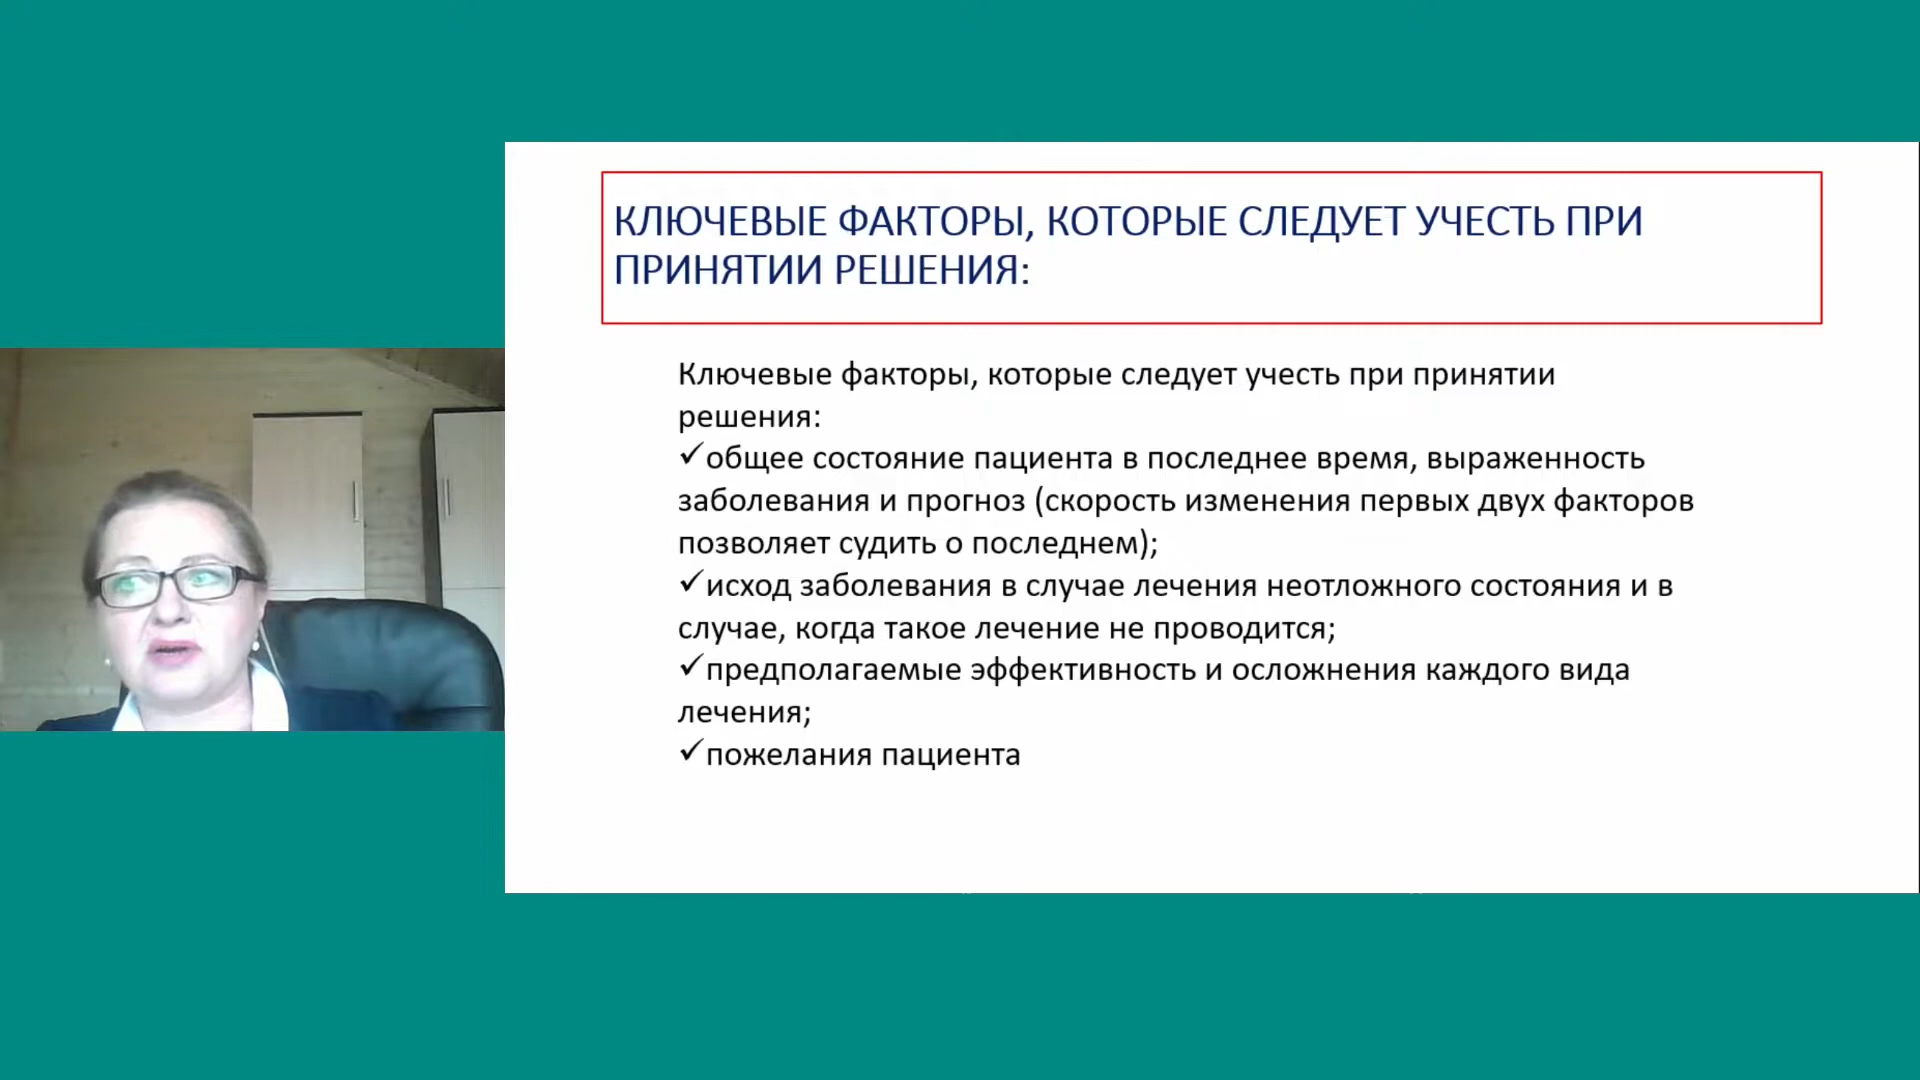 КЛЮЧЕВЫЕ ФАКТОРЫ, КОТОРЫЕ СЛЕДУЕТ УЧЕСТЬ ПРИ
ПРИНЯТИИ РЕШЕНИЯ:
Ключевые факторы, которые следует учесть при принятии
решения:
✓общее состояние пациента в последнее время, выраженность
заболевания и прогноз (скорость изменения первых двух факторов
позволяет судить о последнем);
✓исход заболевания в случае лечения неотложного состояния и в
случае, когда такое лечение не проводится;
✓предполагаемые эффективность и осложнения каждого вида
лечения;
✓пожелания пациента